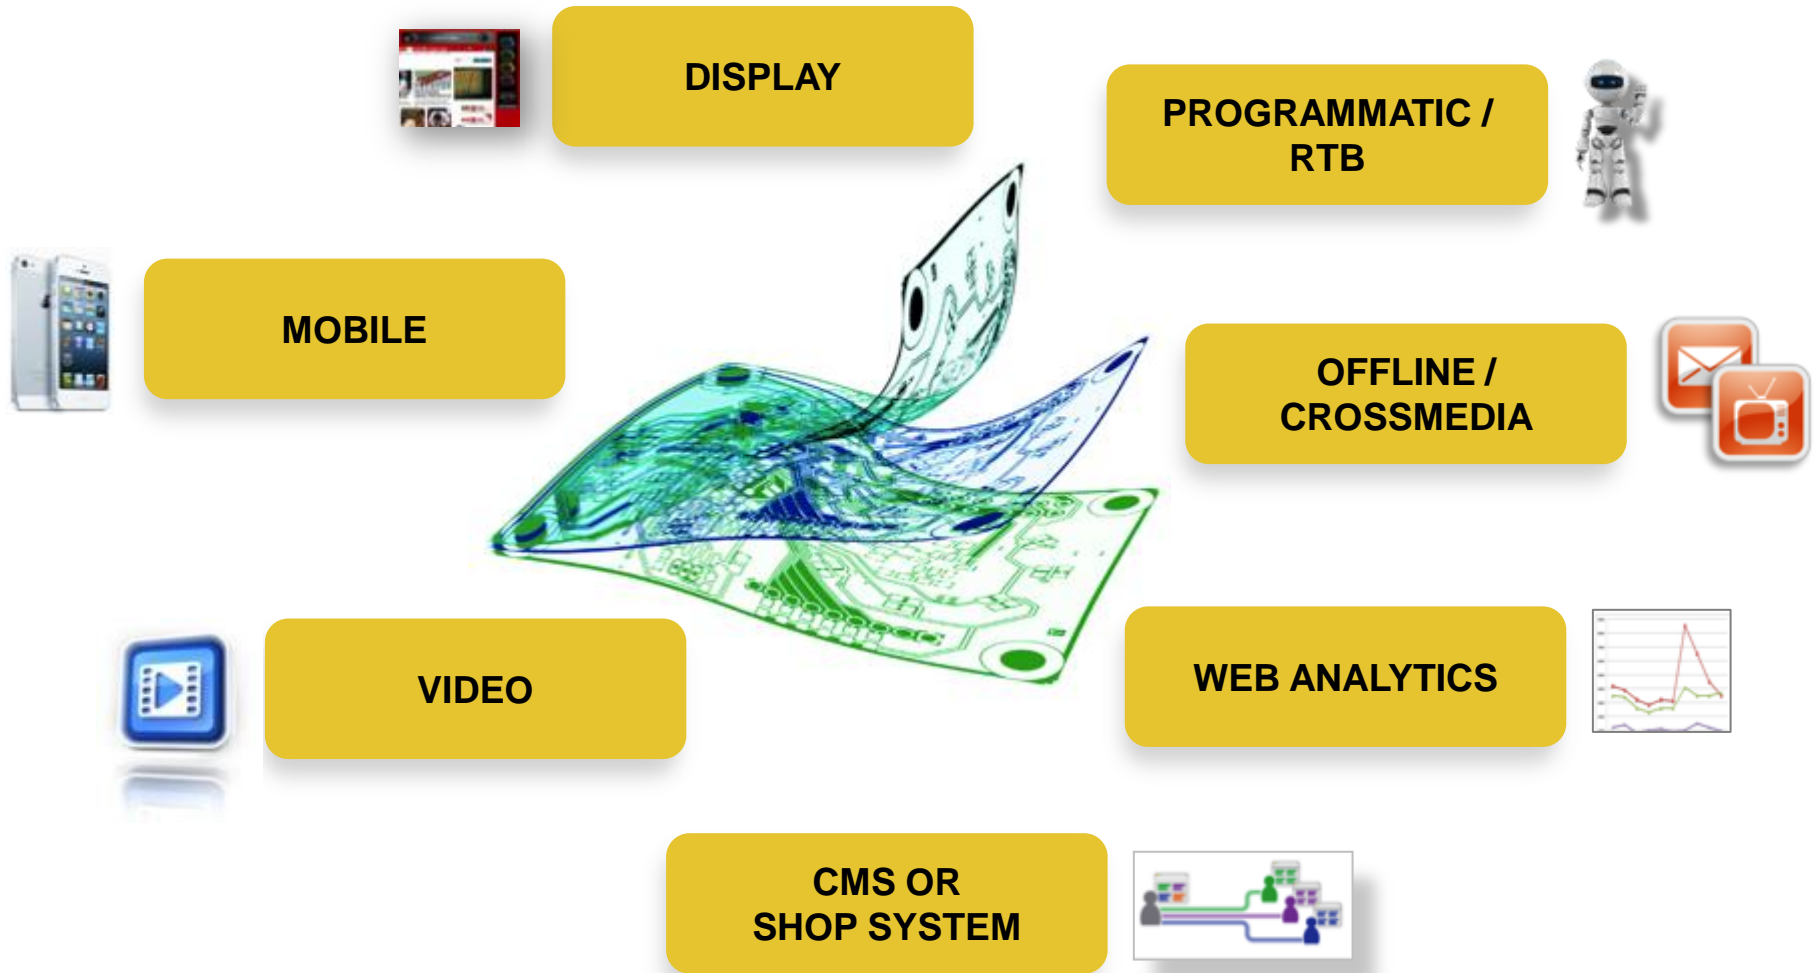 DISPLAY
PROGRAMMATIC /
RTB
MOBILE
OFFLINE /
CROSSMEDIA
VIDEO
WEB ANALYTICS
CMS OR
SHOP SYSTEM